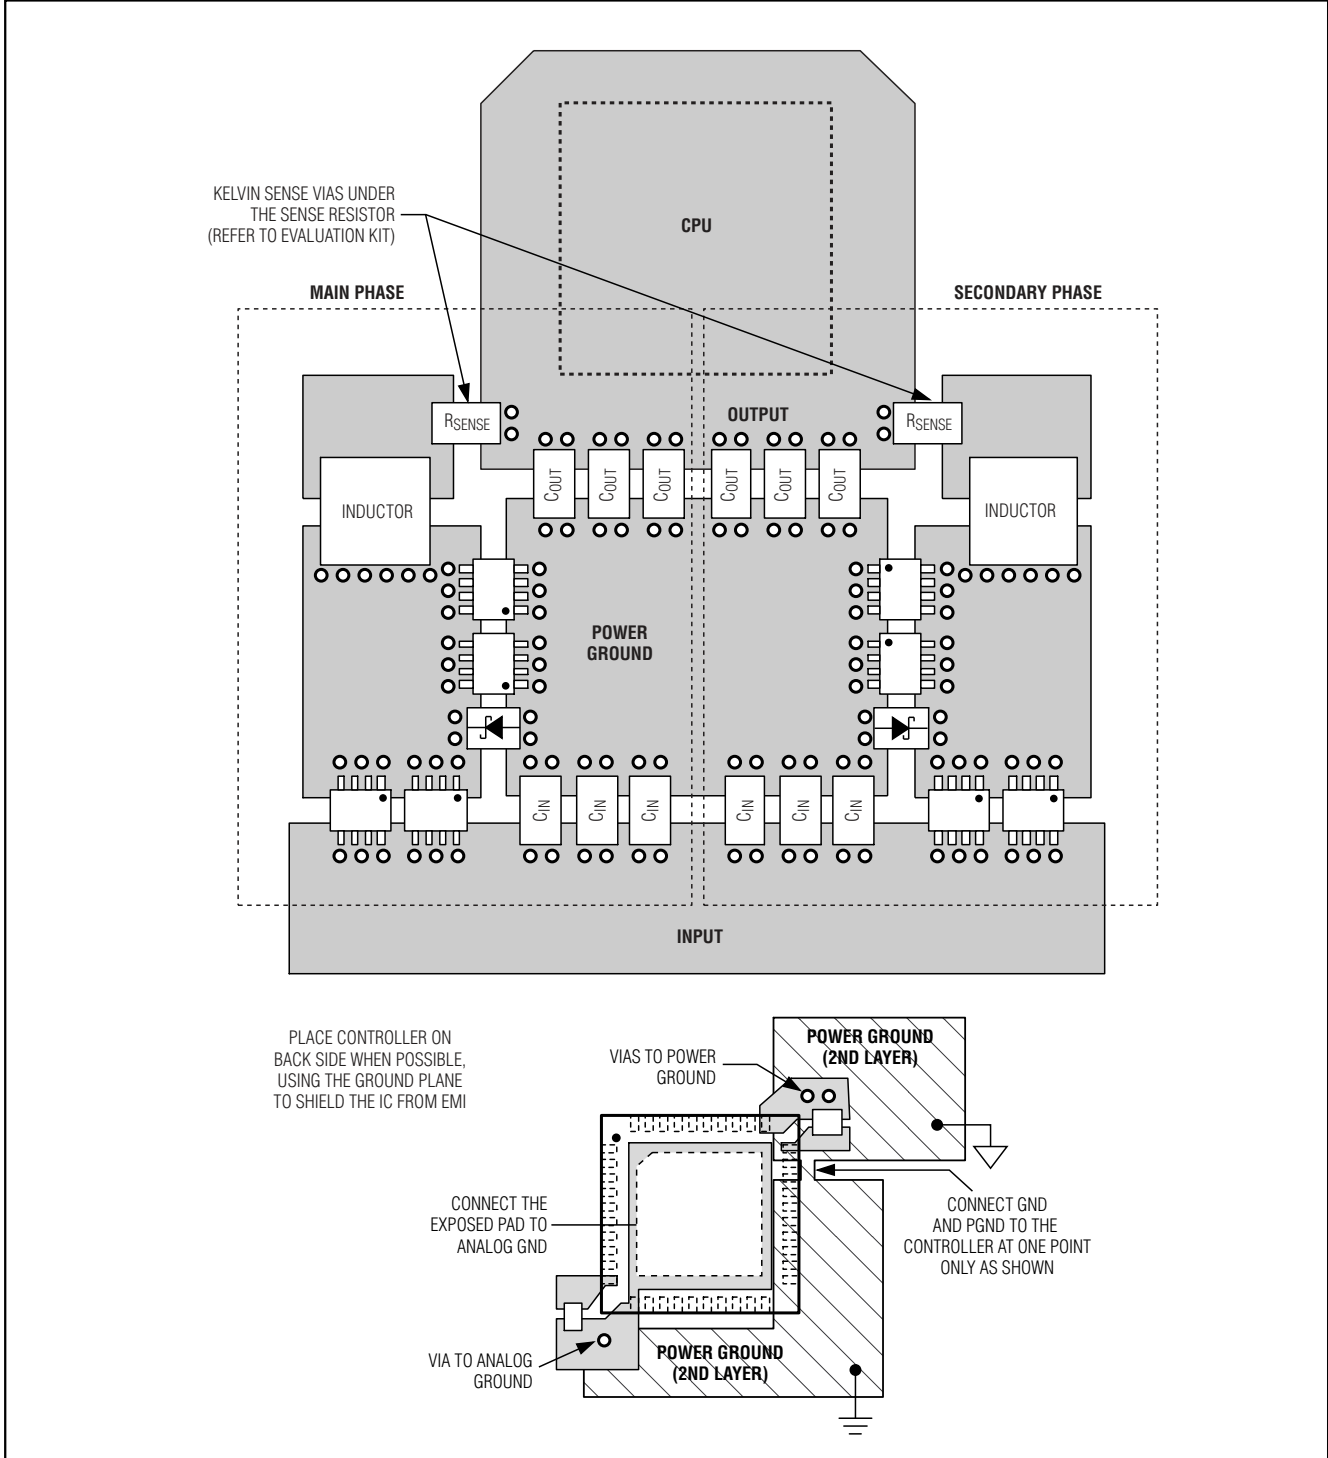 KELVIN SENSE VIAS UNDER
THE SENSE RESISTOR
(REFER TO EVALUATION KIT)
CPU
MAIN PHASE
SECONDARY PHASE
RSENSE
OUTPUT
RSENSE
COUT
COUT
COUT
COUT
COUT
COUT
INDUCTOR
INDUCTOR
POWER
GROUND
CIN
CIN
CIN
CIN
CIN
CIN
INPUT
PLACE CONTROLLER ON
BACK SIDE WHEN POSSIBLE,
USING THE GROUND PLANE
TO SHIELD THE IC FROM EMI
VIAS TO POWER
GROUND
POWER GROUND
(2ND LAYER)
CONNECT THE
EXPOSED PAD TO
ANALOG GND
CONNECT GND
AND PGND TO THE
CONTROLLER AT ONE POINT
ONLY AS SHOWN
VIA TO ANALOG
GROUND
POWER GROUND
(2ND LAYER)